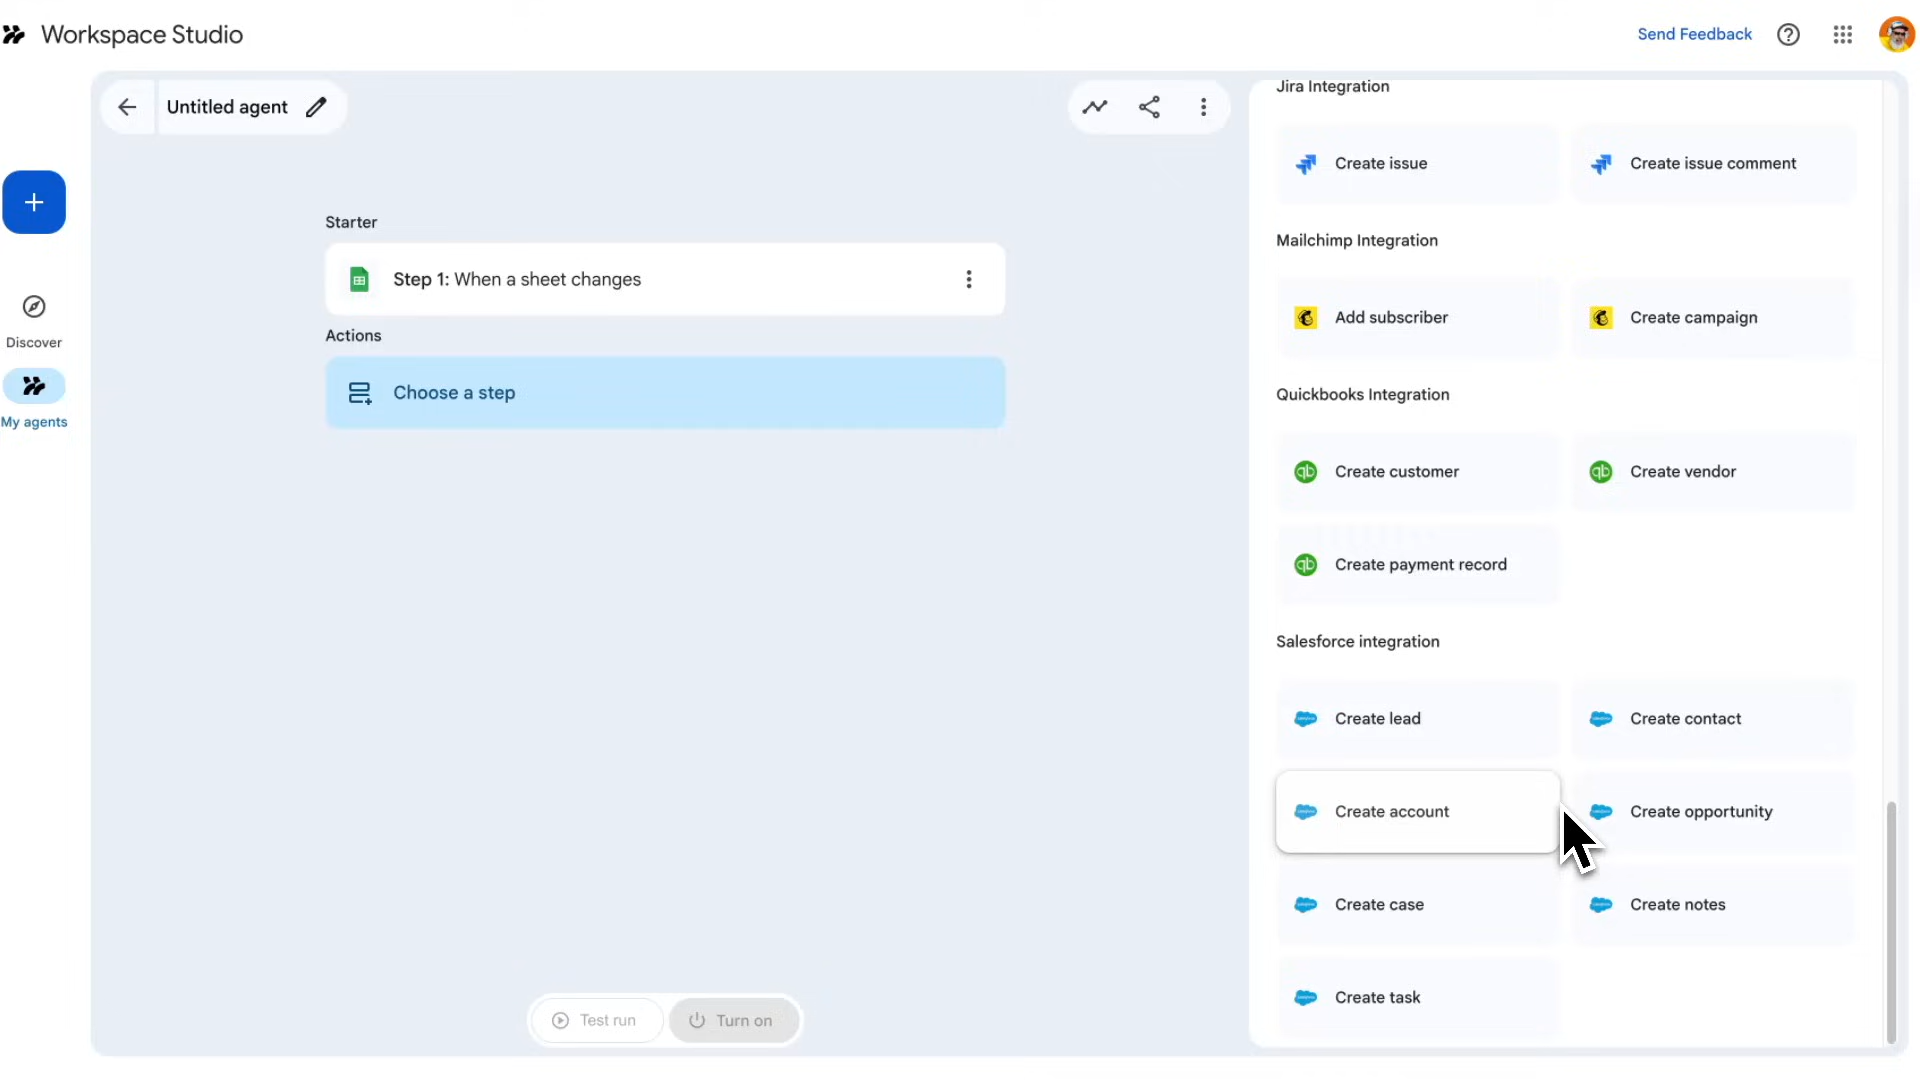 Workspace Studio
Send Feedback
Untitled agent
Discover
My agents
Starter
Step 1: When a sheet changes
Actions
Choose a step
Test run
Turn on
Jira Integration
Create issue
Create issue comment
Mailchimp Integration
Add subscriber
Create campaign
Quickbooks Integration
Create customer
Create vendor
Create payment record
Salesforce integration
Create lead
Create contact
Create account
Create opportunity
Create case
Create notes
Create task